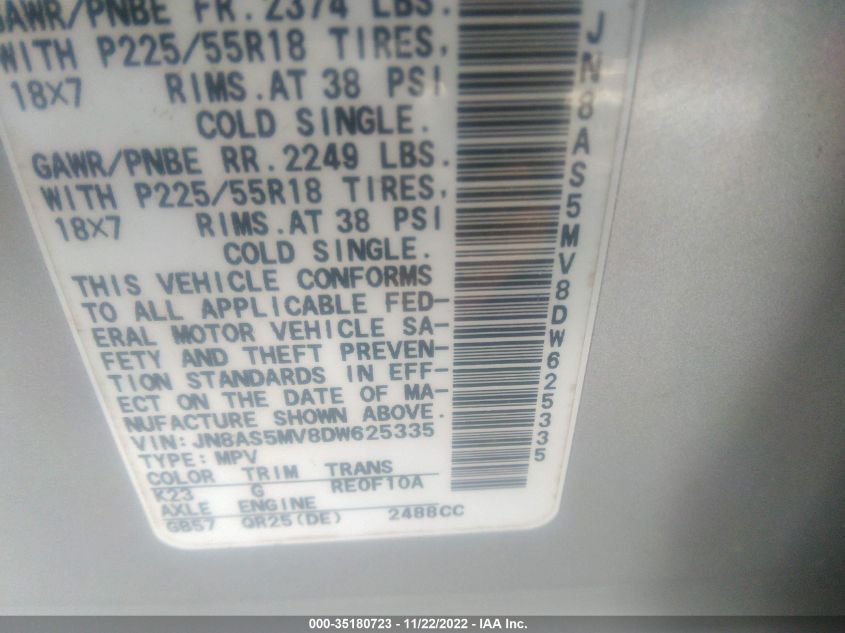 GAWR/PNBE FR. 2374 LBS.
WITH P225/55R18 TIRES,
18X7 RIMS.AT 38 PSI
COLD SINGLE.
GAWR/PNBE RR. 2249 LBS.
WITH P225/55R18 TIRES,
18X7 RIMS.AT 38 PSI
COLD SINGLE.
THIS VEHICLE CONFORMS
TO ALL APPLICABLE FED-
ERAL MOTOR VEHICLE SA-
FETY AND THEFT PREVEN-
TION STANDARDS IN EFF-
ECT ON THE DATE OF MA-
NUFACTURE SHOWN ABOVE.
VIN: JN8AS5MV8DW625335
TYPE: MPV
COLOR TRIM TRANS
K23 G RE0F10A
AXLE ENGINE
GB57 QR25(DE) 2488CC
JN8AS5MV8DW625335
000-35180723 - 11/22/2022 - IAA Inc.